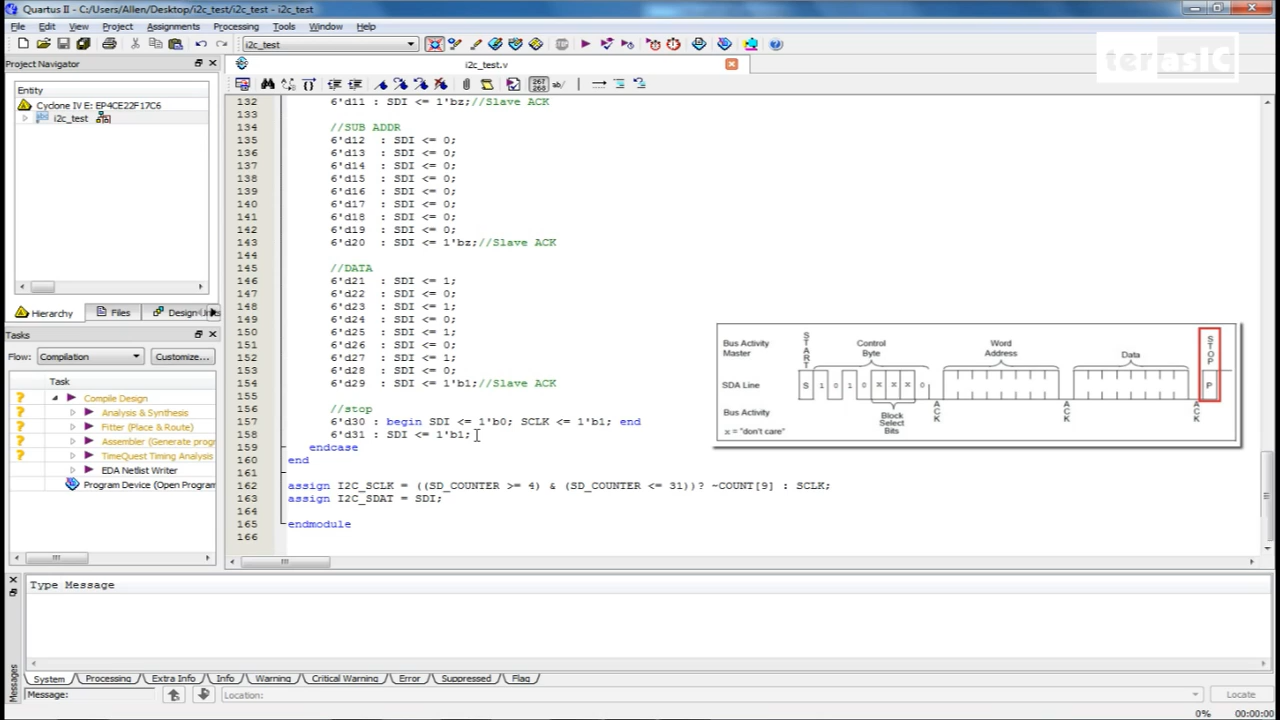 Quartus II - C:/Users/Allen/Desktop/i2c_test/i2c_test - i2c_test
File Edit View Project Assignments Processing Tools Window Help
i2c_test
terasic
Project Navigator
i2c_test.v
Entity
Cyclone IV E: EP4CE22F17C6
i2c_test
Hierarchy Files Design Units
Tasks
Flow: Compilation Customize...
Task
Compile Design
Analysis & Synthesis
Fitter (Place & Route)
Assembler (Generate progr
TimeQuest Timing Analysis
EDA Netlist Writer
Program Device (Open Program
267
268
ab/
132 6'd11 : SDI <= 1'bz;//Slave ACK
133
134 //SUB ADDR
135 6'd12 : SDI <= 0;
136 6'd13 : SDI <= 0;
137 6'd14 : SDI <= 0;
138 6'd15 : SDI <= 0;
139 6'd16 : SDI <= 0;
140 6'd17 : SDI <= 0;
141 6'd18 : SDI <= 0;
142 6'd19 : SDI <= 0;
143 6'd20 : SDI <= 1'bz;//Slave ACK
144
145 //DATA
146 6'd21 : SDI <= 1;
147 6'd22 : SDI <= 0;
148 6'd23 : SDI <= 1;
149 6'd24 : SDI <= 0;
150 6'd25 : SDI <= 1;
151 6'd26 : SDI <= 0;
152 6'd27 : SDI <= 1;
153 6'd28 : SDI <= 0;
154 6'd29 : SDI <= 1'b1;//Slave ACK
155
156 //stop
157 6'd30 : begin SDI <= 1'b0; SCLK <= 1'b1; end
158 6'd31 : SDI <= 1'b1;
159 endcase
160 end
161
162 assign I2C_SCLK = ((SD_COUNTER >= 4) & (SD_COUNTER <= 31))? ~COUNT[9] : SCLK;
163 assign I2C_SDAT = SDI;
164
165 endmodule
166
Bus Activity
Master
START
Control
Byte
Word
Address
Data
STOP
SDA Line
S 1 0 1 0 x x x 0
P
Bus Activity
Block
Select
Bits
ACK
ACK
ACK
x = "don't care"
Type Message
Messages
System Processing Extra Info Info Warning Critical Warning Error Suppressed Flag
Message: Location: Locate
0% 00:00:00